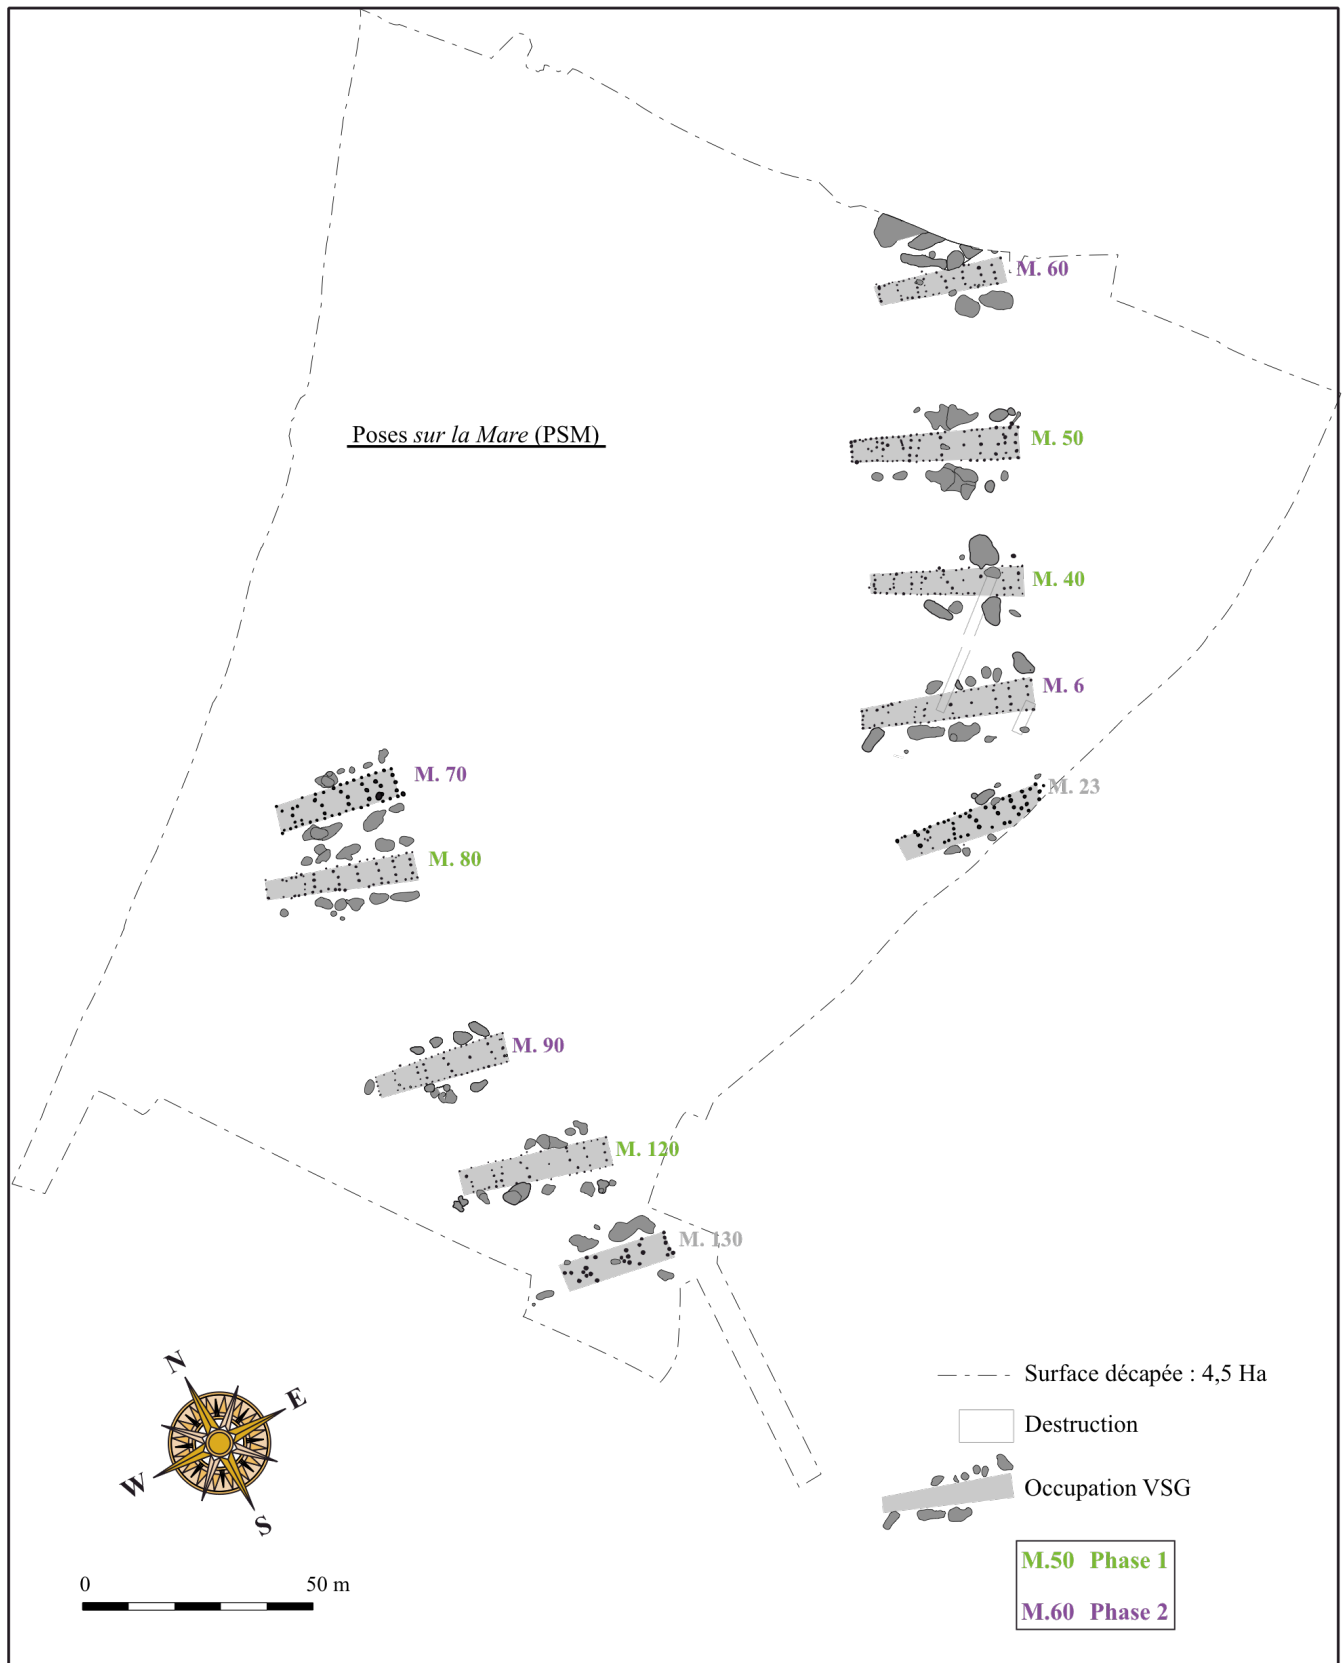 M. 60
Poses sur la Mare (PSM)
M. 50
M. 40
M. 6
M. 70
M. 23
M. 80
M. 90
M. 120
M. 130
N
E
W
S
Surface décapée : 4,5 Ha
Destruction
Occupation VSG
M.50 Phase 1
M.60 Phase 2
0 50 m